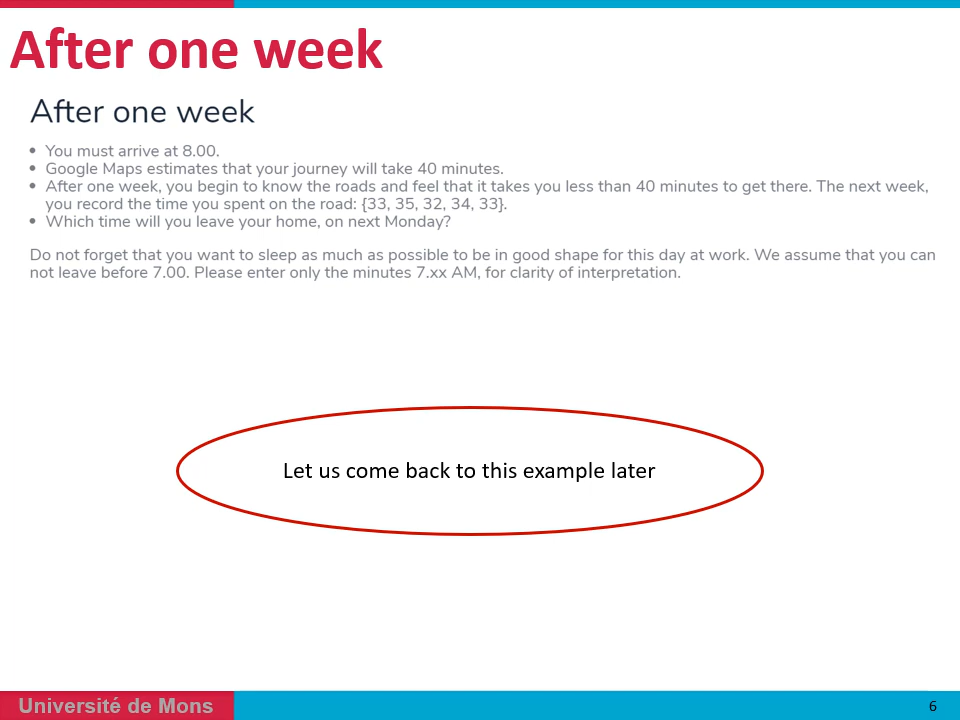 After one week
After one week
• You must arrive at 8.00.
• Google Maps estimates that your journey will take 40 minutes.
• After one week, you begin to know the roads and feel that it takes you less than 40 minutes to get there. The next week,
you record the time you spent on the road: {33, 35, 32, 34, 33}.
• Which time will you leave your home, on next Monday?
Do not forget that you want to sleep as much as possible to be in good shape for this day at work. We assume that you can
not leave before 7.00. Please enter only the minutes 7.xx AM, for clarity of interpretation.
Let us come back to this example later
Université de Mons
6